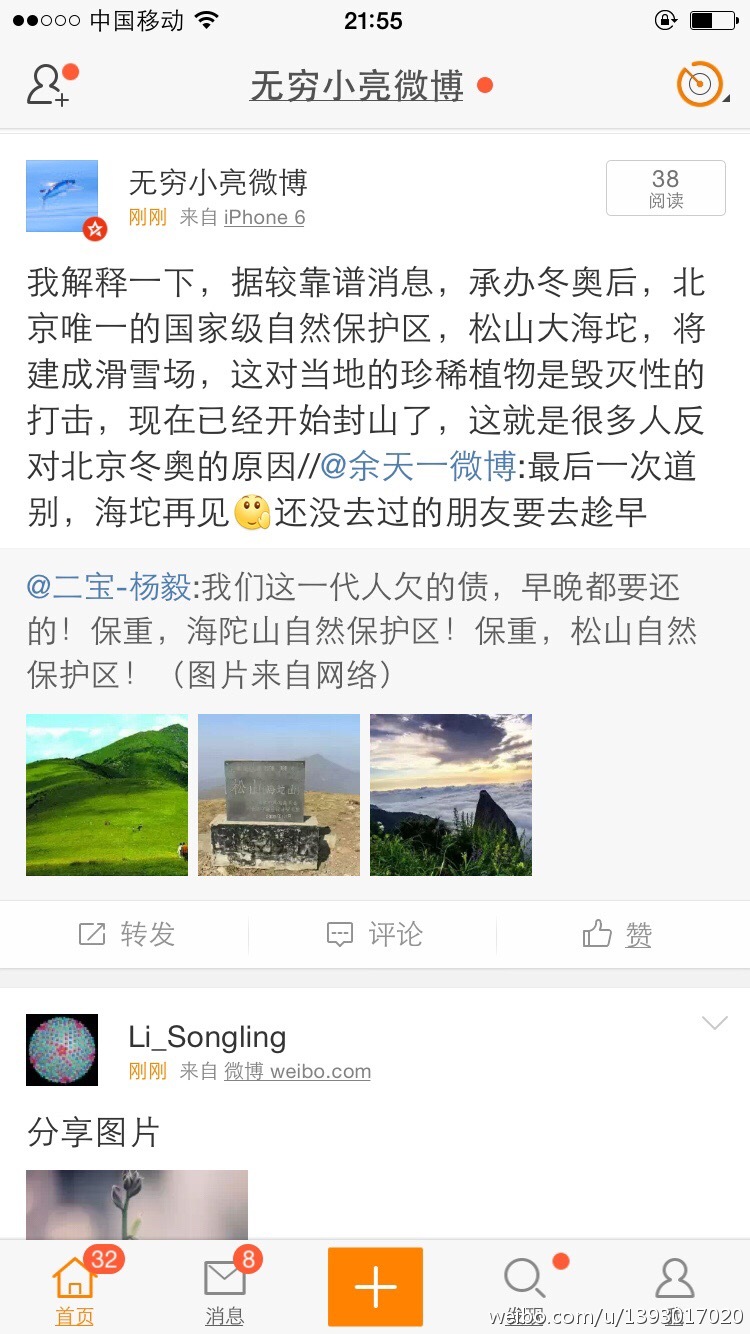 中国移动 21:55
无穷小亮微博
无穷小亮微博
刚刚 来自 iPhone 6
38
阅读
我解释一下，据较靠谱消息，承办冬奥后，北
京唯一的国家级自然保护区，松山大海坨，将
建成滑雪场，这对当地的珍稀植物是毁灭性的
打击，现在已经开始封山了，这就是很多人反
对北京冬奥的原因//@余天一微博:最后一次道
别，海坨再见🤔还没去过的朋友要去趁早
@二宝-杨毅:我们这一代人欠的债，早晚都要还
的！保重，海陀山自然保护区！保重，松山自然
保护区！（图片来自网络）
松山
转发 评论 赞
Li_Songling
刚刚 来自 微博 weibo.com
分享图片
32 8
首页 消息 发现 我
weibo.com/u/1393017020